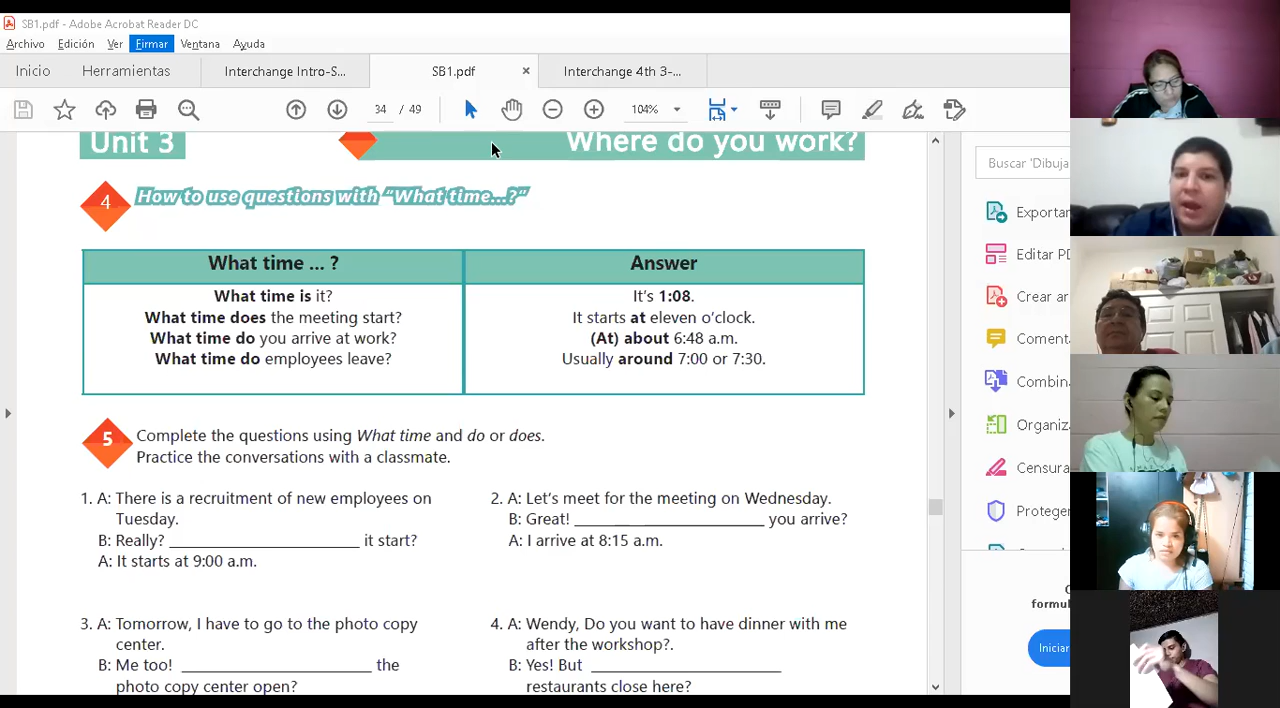 SB1.pdf - Adobe Acrobat Reader DC
Archivo Edición Ver Firmar Ventana Ayuda
Inicio Herramientas Interchange Intro-S... SB1.pdf × Interchange 4th 3-...
34 / 49 104%
Unit 3 Where do you work?
4 How to use questions with “What time...?”
What time ... ? Answer
What time is it? It's 1:08.
What time does the meeting start? It starts at eleven o’clock.
What time do you arrive at work? (At) about 6:48 a.m.
What time do employees leave? Usually around 7:00 or 7:30.
5 Complete the questions using What time and do or does.
Practice the conversations with a classmate.
1. A: There is a recruitment of new employees on
Tuesday.
B: Really? ______________________ it start?
A: It starts at 9:00 a.m.
2. A: Let’s meet for the meeting on Wednesday.
B: Great! ______________________ you arrive?
A: I arrive at 8:15 a.m.
3. A: Tomorrow, I have to go to the photo copy
center.
B: Me too! ______________________ the
photo copy center open?
4. A: Wendy, Do you want to have dinner with me
after the workshop?.
B: Yes! But ______________________
restaurants close here?
Buscar 'Dibuja
Exportar
Editar PD
Crear ar
Comenta
Combina
Organiz
Censura
Proteger
formul
Iniciar